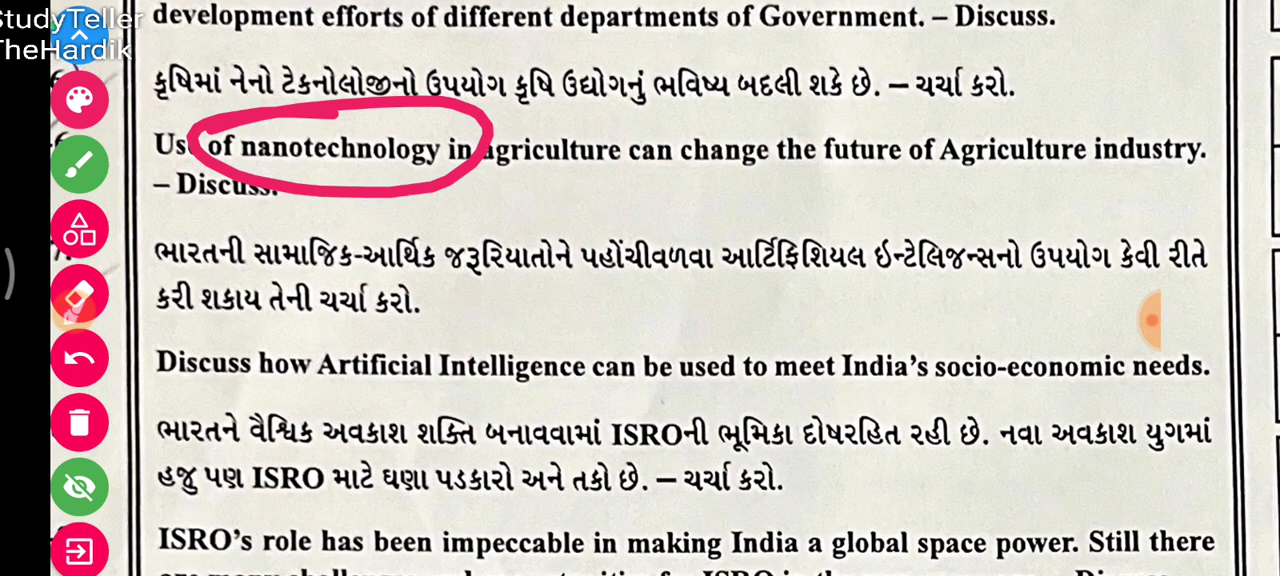 StudyTeller
TheHardik
development efforts of different departments of Government. – Discuss.
કૃષિમાં નેનો ટેકનોલોજીનો ઉપયોગ કૃષિ ઉદ્યોગનું ભવિષ્ય બદલી શકે છે. – ચર્ચા કરો.
Use of nanotechnology in agriculture can change the future of Agriculture industry.
– Discuss.
ભારતની સામાજિક-આર્થિક જરૂરિયાતોને પહોંચીવળવા આર્ટિફિશિયલ ઇન્ટેલિજન્સનો ઉપયોગ કેવી રીતે
કરી શકાય તેની ચર્ચા કરો.
Discuss how Artificial Intelligence can be used to meet India's socio-economic needs.
ભારતને વૈશ્વિક અવકાશ શક્તિ બનાવવામાં ISROની ભૂમિકા દોષરહિત રહી છે. નવા અવકાશ યુગમાં
હજુ પણ ISRO માટે ઘણા પડકારો અને તકો છે. – ચર્ચા કરો.
ISRO's role has been impeccable in making India a global space power. Still there